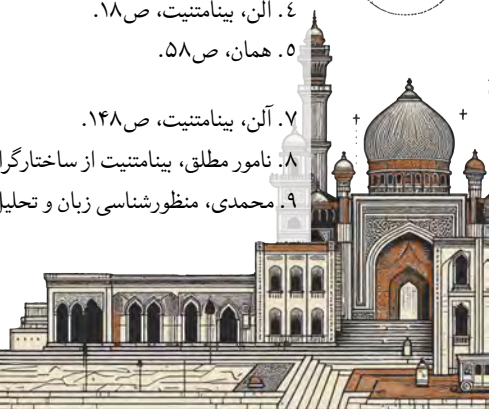 ٤. آلن، بینامتنیت، ص۱۸.
٥. همان، ص٥٨.
۷. آلن، بینامتنیت، ص۱۴۸.
۸. نامور مطلق، بینامتنیت از ساختارگرا
۹. محمدی، منظورشناسی زبان و تحلیل